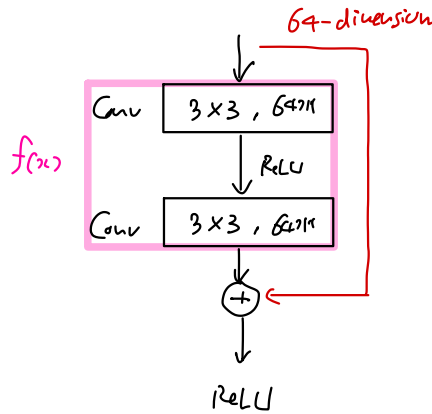 64-dimension
Conv 3×3, 64개
f(x)
ReLU
Conv 3×3, 64개
+
ReLU